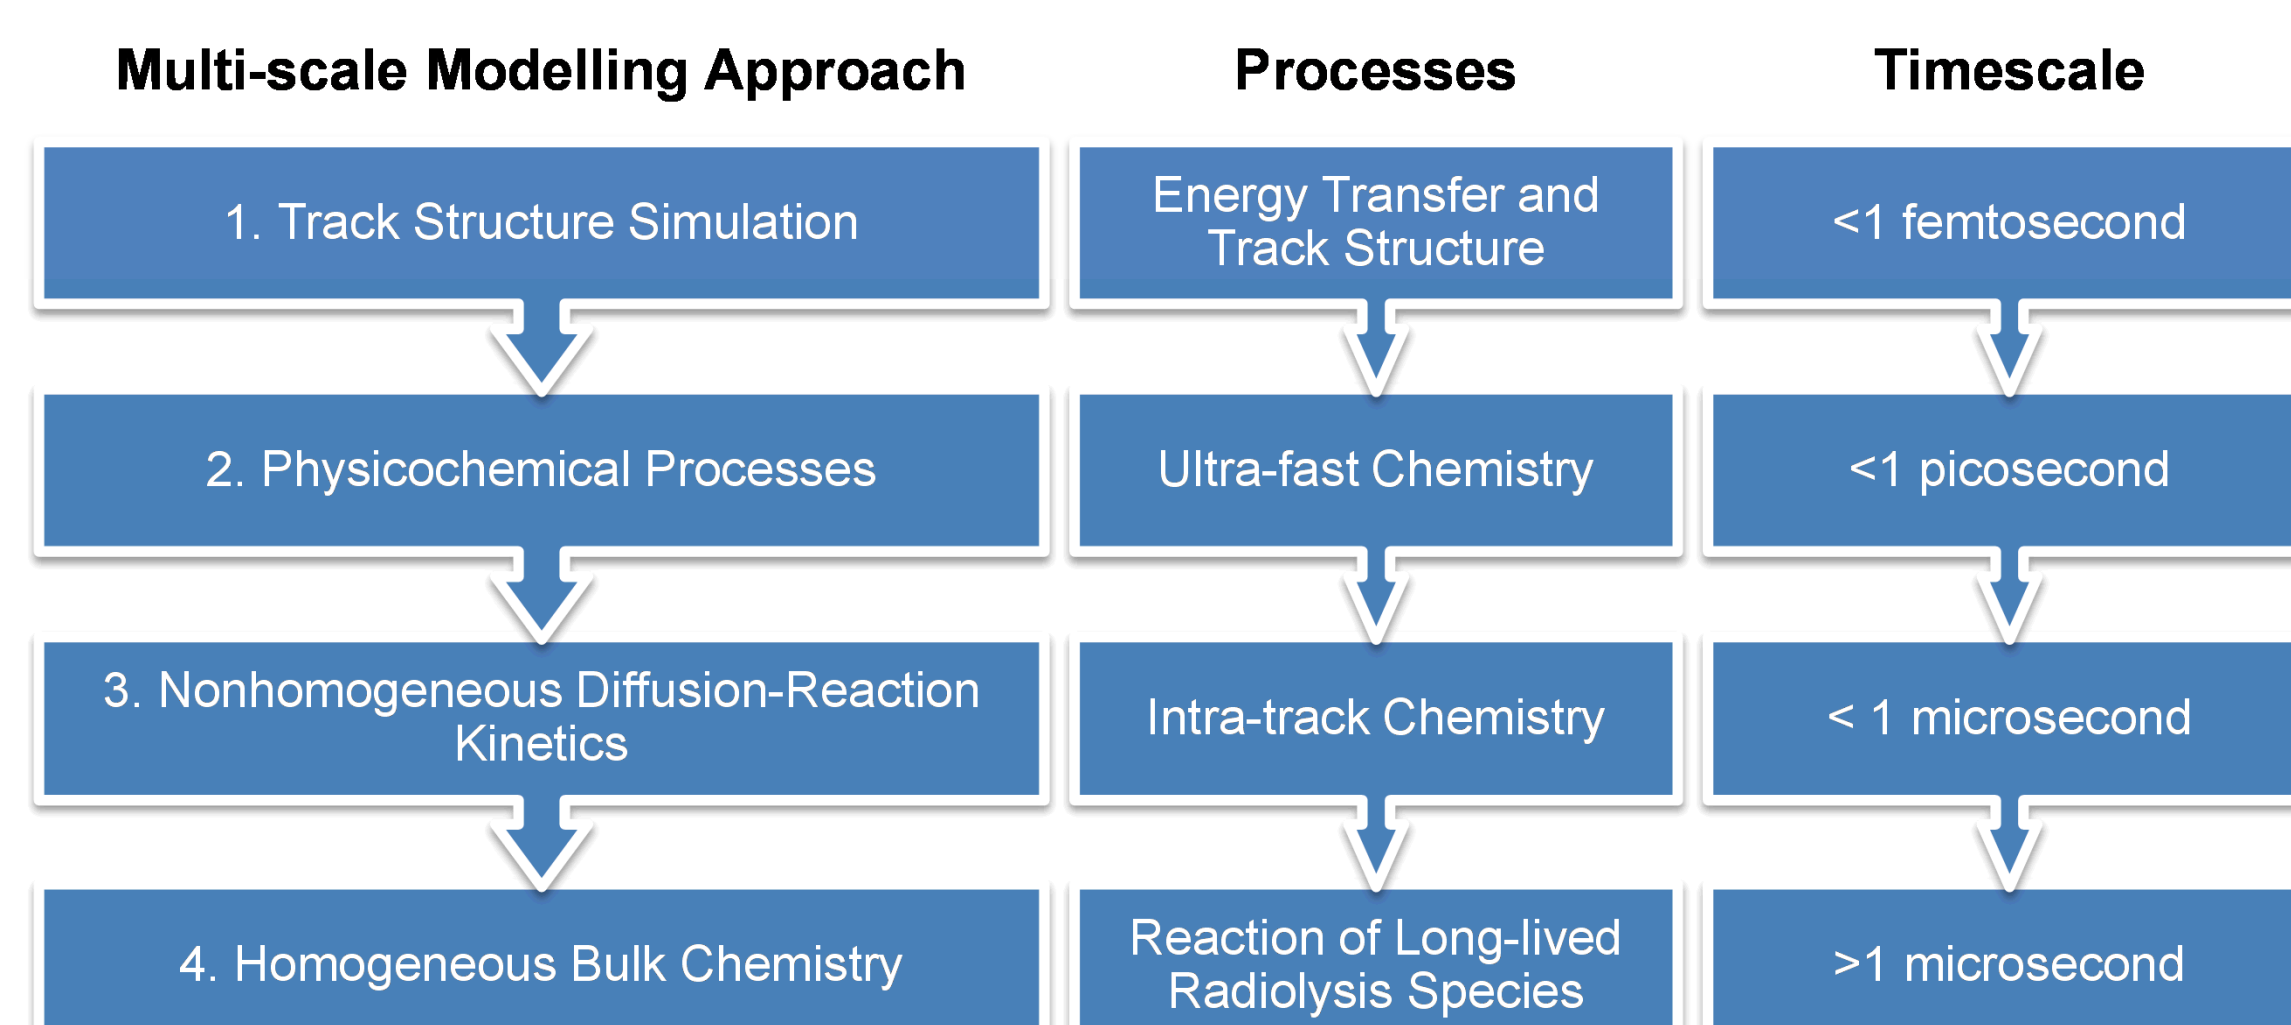 Multi-scale Modelling Approach
Processes
Timescale
1. Track Structure Simulation
Energy Transfer and
Track Structure
<1 femtosecond
2. Physicochemical Processes
Ultra-fast Chemistry
<1 picosecond
3. Nonhomogeneous Diffusion-Reaction
Kinetics
Intra-track Chemistry
< 1 microsecond
4. Homogeneous Bulk Chemistry
Reaction of Long-lived
Radiolysis Species
>1 microsecond